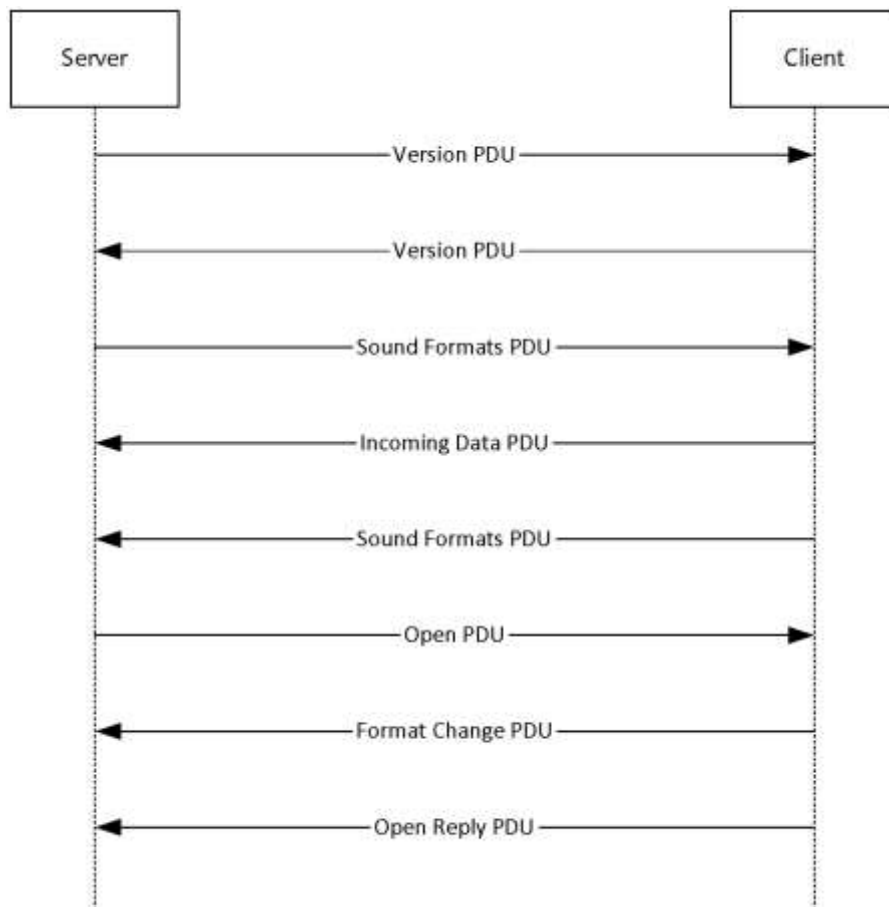 Server
Client
Version PDU
Version PDU
Sound Formats PDU
Incoming Data PDU
Sound Formats PDU
Open PDU
Format Change PDU
Open Reply PDU